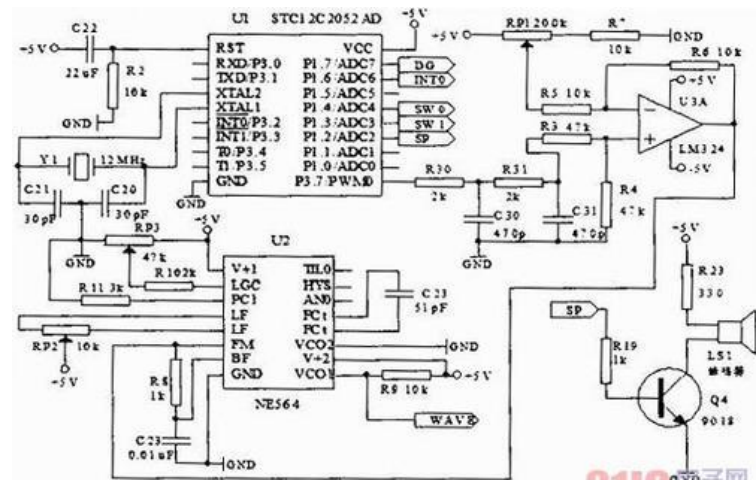 U1 STC12C2052AD
+5V
C22
22uF
R2
10k
GND
RST
RXD/P3.0
TXD/P3.1
XTAL2
XTAL1
INT0/P3.2
INT1/P3.3
T0/P3.4
T1/P3.5
GND
VCC
P1.7/ADC7
P1.6/ADC6
P1.5/ADC5
P1.4/ADC4
P1.3/ADC3
P1.2/ADC2
P1.1/ADC1
P1.0/ADC0
P3.7/PWM0
+5V
DG
INT0
SW0
SW1
SP
Y1
12MHz
C21
30pF
C20
30pF
GND
GND
+5V
RP1 200k
R7
10k
GND
R6 10k
R5 10k
+5V
U3A
LM324
-5V
R3 47k
R4
47k
R30
2k
R31
2k
C30
470p
C31
470p
GND
+5V
RP3
47k
R102k
R11 3k
RP2 10k
+5V
U2
V+1
LGC
PC1
LF
LF
FM
BF
GND
TTL0
HYS
AN0
FCt
FCt
VCO2
V+2
VCO1
NE564
C23
51pF
GND
+5V
R9 10k
WAVE
R8
1k
C23
0.01uF
GND
+5V
R23
330
SP
R19
1k
LS1
Q4
9018
GND